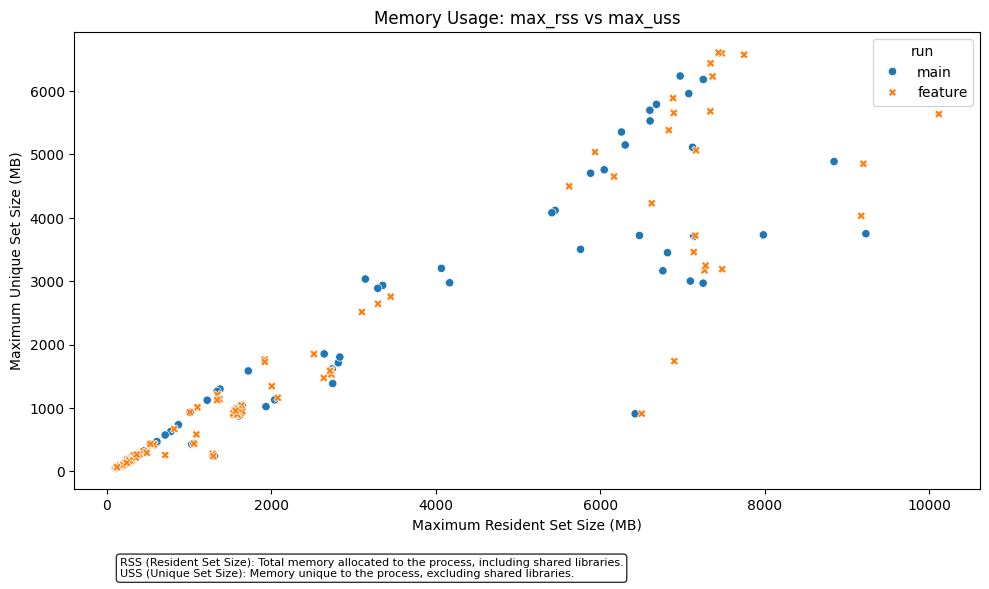 Memory Usage: max_rss vs max_uss
run
main
feature
Maximum Unique Set Size (MB)
6000
5000
4000
3000
2000
1000
0
0 2000 4000 6000 8000 10000
Maximum Resident Set Size (MB)
RSS (Resident Set Size): Total memory allocated to the process, including shared libraries.
USS (Unique Set Size): Memory unique to the process, excluding shared libraries.